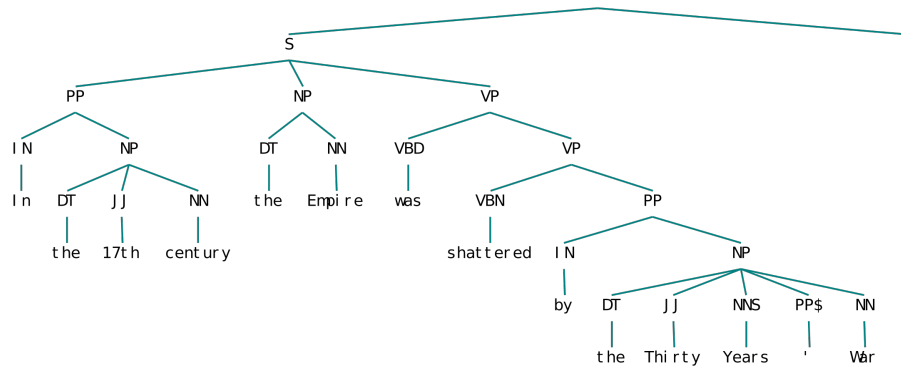 S
PP NP VP
IN NP DT NN VBD VP
In DT JJ NN the Empire was VBN PP
the 17th century shattered IN NP
by DT JJ NNS PP$ NN
the Thirty Years ' War